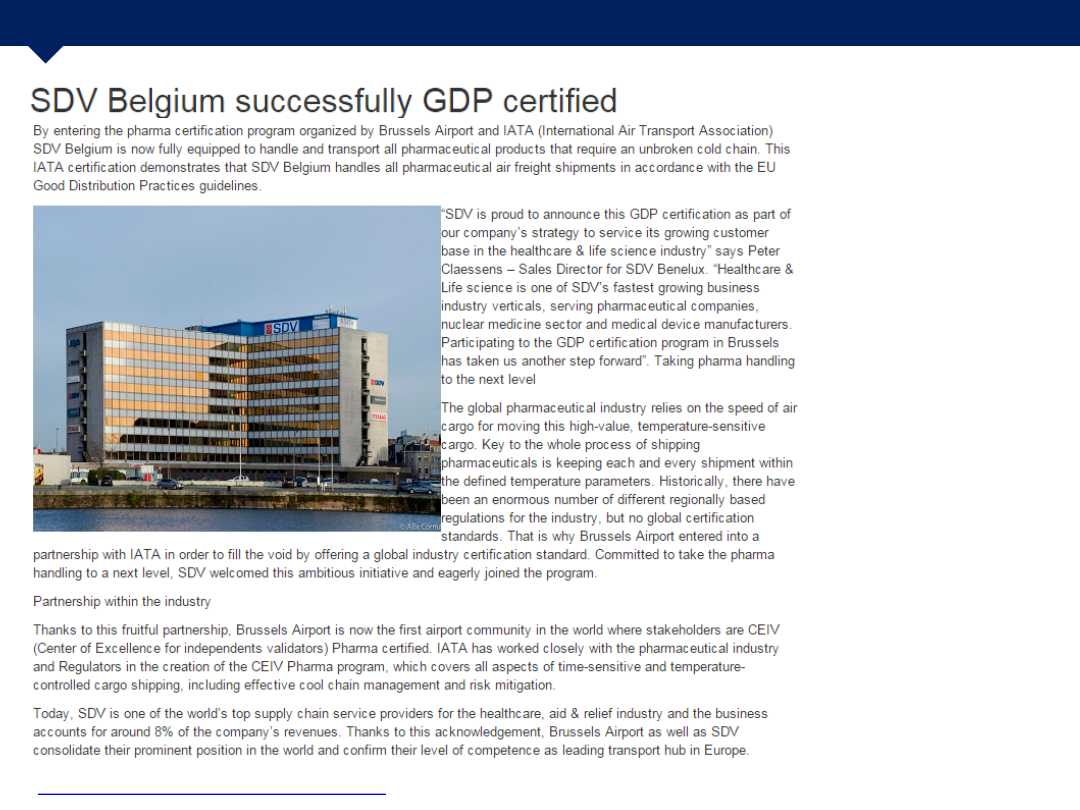 SDV Belgium successfully GDP certified
By entering the pharma certification program organized by Brussels Airport and IATA (International Air Transport Association)
SDV Belgium is now fully equipped to handle and transport all pharmaceutical products that require an unbroken cold chain. This
IATA certification demonstrates that SDV Belgium handles all pharmaceutical air freight shipments in accordance with the EU
Good Distribution Practices guidelines.
“SDV is proud to announce this GDP certification as part of
our company’s strategy to service its growing customer
base in the healthcare & life science industry” says Peter
Claessens – Sales Director for SDV Benelux. “Healthcare &
Life science is one of SDV’s fastest growing business
industry verticals, serving pharmaceutical companies,
nuclear medicine sector and medical device manufacturers.
Participating to the GDP certification program in Brussels
has taken us another step forward”. Taking pharma handling
to the next level
SDV
SDV
The global pharmaceutical industry relies on the speed of air
cargo for moving this high-value, temperature-sensitive
cargo. Key to the whole process of shipping
pharmaceuticals is keeping each and every shipment within
the defined temperature parameters. Historically, there have
been an enormous number of different regionally based
regulations for the industry, but no global certification
standards. That is why Brussels Airport entered into a
partnership with IATA in order to fill the void by offering a global industry certification standard. Committed to take the pharma
handling to a next level, SDV welcomed this ambitious initiative and eagerly joined the program.
Partnership within the industry
Thanks to this fruitful partnership, Brussels Airport is now the first airport community in the world where stakeholders are CEIV
(Center of Excellence for independents validators) Pharma certified. IATA has worked closely with the pharmaceutical industry
and Regulators in the creation of the CEIV Pharma program, which covers all aspects of time-sensitive and temperature-
controlled cargo shipping, including effective cool chain management and risk mitigation.
Today, SDV is one of the world’s top supply chain service providers for the healthcare, aid & relief industry and the business
accounts for around 8% of the company’s revenues. Thanks to this acknowledgement, Brussels Airport as well as SDV
consolidate their prominent position in the world and confirm their level of competence as leading transport hub in Europe.